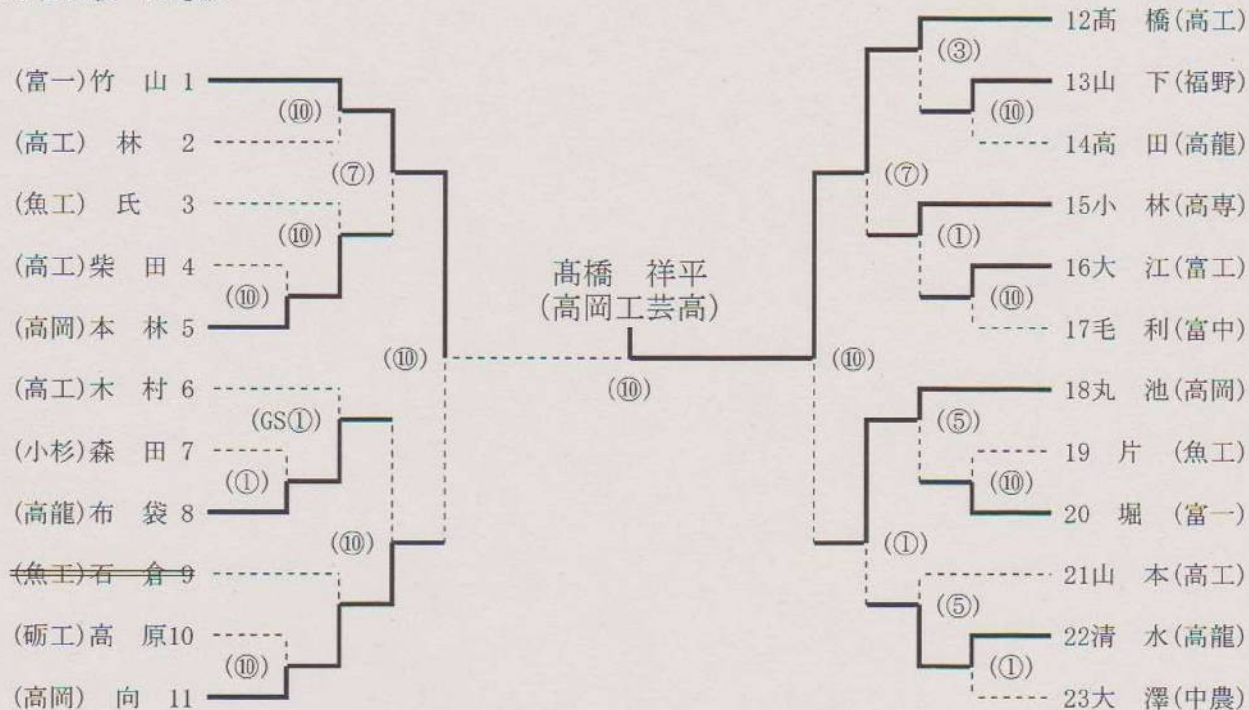 (富一)竹 山 1
(⑩)
(高工) 林 2
(⑦)
(魚工) 氏 3
(⑩)
(高工)柴 田 4
(⑩)
(高岡)本 林 5
(⑩)
(高工)木 村 6
(GS①)
(小杉)森 田 7
(①)
(高龍)布 袋 8
(⑩)
(魚工)石 倉 9
(砺工)高 原10
(⑩)
(高岡) 向 11
髙橋 祥平
(高岡工芸高)
(⑩)
12髙 橋(高工)
(③)
13山 下(福野)
(⑩)
14高 田(高龍)
(⑦)
15小 林(高専)
(①)
16大 江(富工)
(⑩)
17毛 利(富中)
(⑩)
18丸 池(高岡)
(⑤)
19 片 (魚工)
(⑩)
20 堀 (富一)
(①)
21山 本(高工)
(⑤)
22清 水(高龍)
(①)
23大 澤(中農)